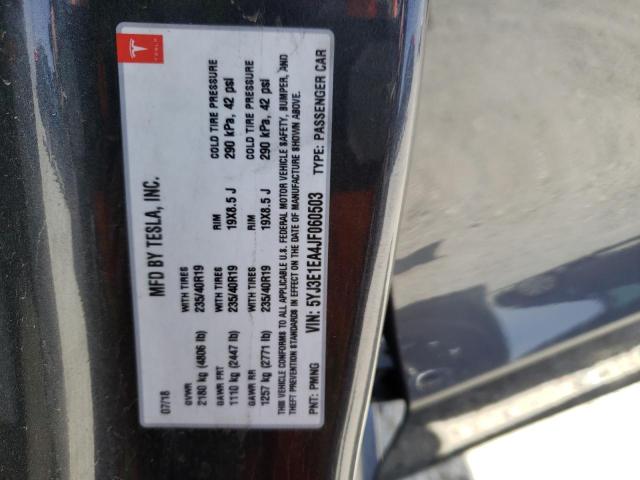 TESLA
MFD BY TESLA, INC.
07/18
GVWR WITH TIRES
2180 kg (4806 lb) 235/40R19
GAWR FRT WITH TIRES RIM COLD TIRE PRESSURE
1110 kg (2447 lb) 235/40R19 19X8.5 J 290 kPa, 42 psi
GAWR RR WITH TIRES RIM COLD TIRE PRESSURE
1257 kg (2771 lb) 235/40R19 19X8.5 J 290 kPa, 42 psi
THIS VEHICLE CONFORMS TO ALL APPLICABLE U.S. FEDERAL MOTOR VEHICLE SAFETY, BUMPER, AND
THEFT PREVENTION STANDARDS IN EFFECT ON THE DATE OF MANUFACTURE SHOWN ABOVE.
VIN: 5YJ3E1EA4JF060503
PNT: PMNG TYPE: PASSENGER CAR